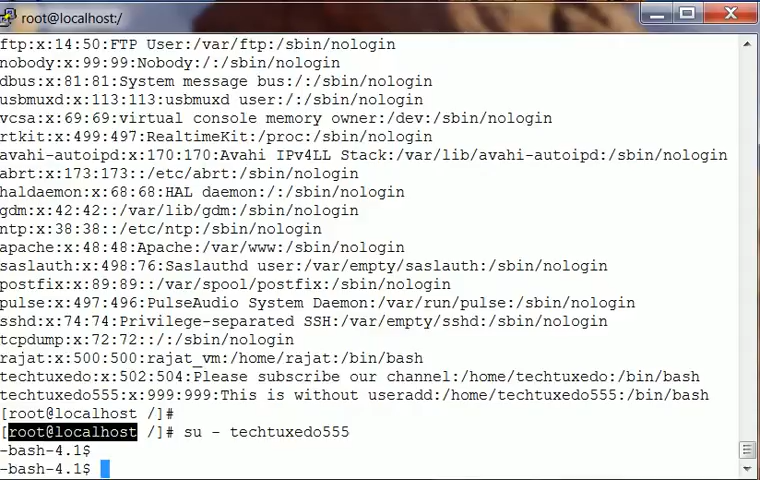 root@localhost:/
ftp:x:14:50:FTP User:/var/ftp:/sbin/nologin
nobody:x:99:99:Nobody:/:/sbin/nologin
dbus:x:81:81:System message bus:/:/sbin/nologin
usbmuxd:x:113:113:usbmuxd user:/:/sbin/nologin
vcsa:x:69:69:virtual console memory owner:/dev:/sbin/nologin
rtkit:x:499:497:RealtimeKit:/proc:/sbin/nologin
avahi-autoipd:x:170:170:Avahi IPv4LL Stack:/var/lib/avahi-autoipd:/sbin/nologin
abrt:x:173:173::/etc/abrt:/sbin/nologin
haldaemon:x:68:68:HAL daemon:/:/sbin/nologin
gdm:x:42:42::/var/lib/gdm:/sbin/nologin
ntp:x:38:38::/etc/ntp:/sbin/nologin
apache:x:48:48:Apache:/var/www:/sbin/nologin
saslauth:x:498:76:Saslauthd user:/var/empty/saslauth:/sbin/nologin
postfix:x:89:89::/var/spool/postfix:/sbin/nologin
pulse:x:497:496:PulseAudio System Daemon:/var/run/pulse:/sbin/nologin
sshd:x:74:74:Privilege-separated SSH:/var/empty/sshd:/sbin/nologin
tcpdump:x:72:72::/:/sbin/nologin
rajat:x:500:500:rajat_vm:/home/rajat:/bin/bash
techtuxedo:x:502:504:Please subscribe our channel:/home/techtuxedo:/bin/bash
techtuxedo555:x:999:999:This is without useradd:/home/techtuxedo555:/bin/bash
[root@localhost /]#
[root@localhost /]# su - techtuxedo555
-bash-4.1$
-bash-4.1$